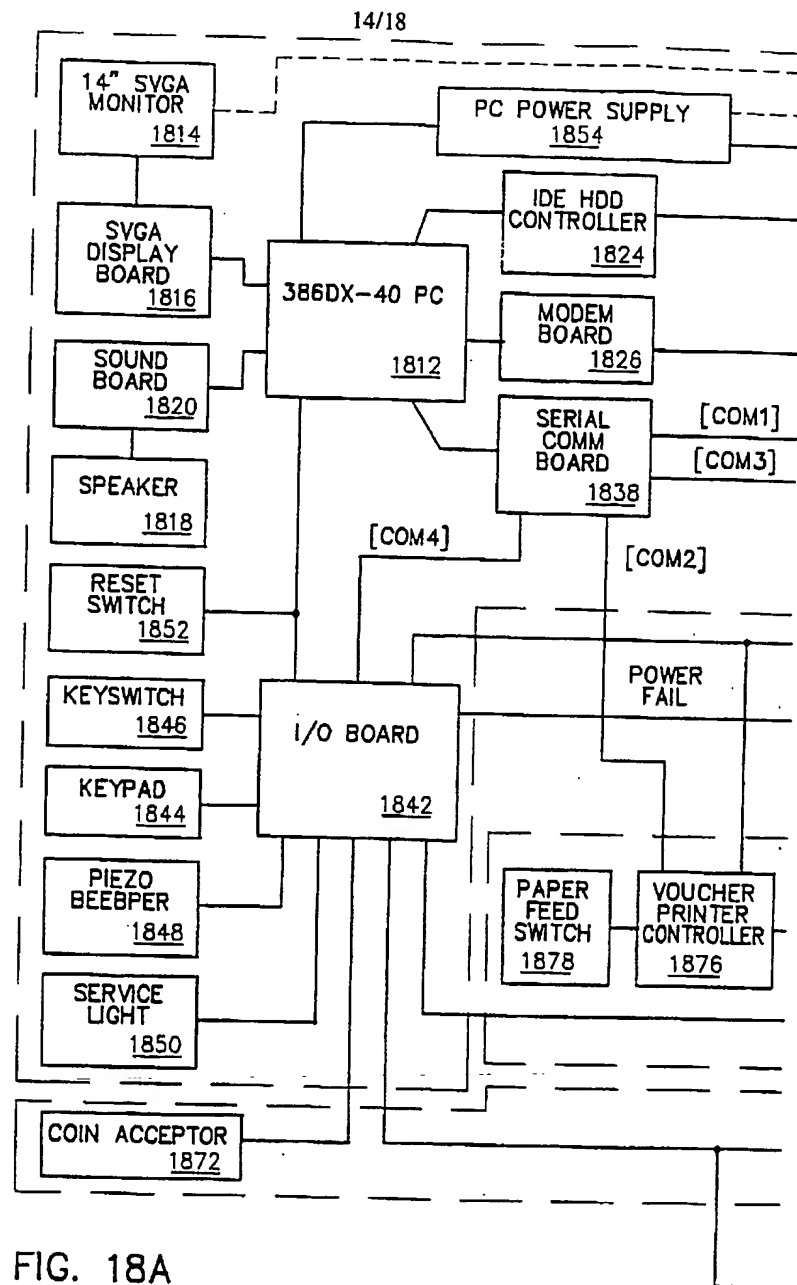 14/18
14" SVGA
MONITOR
1814
PC POWER SUPPLY
1854
SVGA
DISPLAY
BOARD
1816
IDE HDD
CONTROLLER
1824
386DX-40 PC
1812
MODEM
BOARD
1826
SOUND
BOARD
1820
SERIAL
COMM
BOARD
1838
[COM1]
[COM3]
SPEAKER
1818
[COM4]
[COM2]
RESET
SWITCH
1852
KEYSWITCH
1846
I/O BOARD
1842
POWER
FAIL
KEYPAD
1844
PIEZO
BEEBPER
1848
PAPER
FEED
SWITCH
1878
VOUCHER
PRINTER
CONTROLLER
1876
SERVICE
LIGHT
1850
COIN ACCEPTOR
1872
FIG. 18A